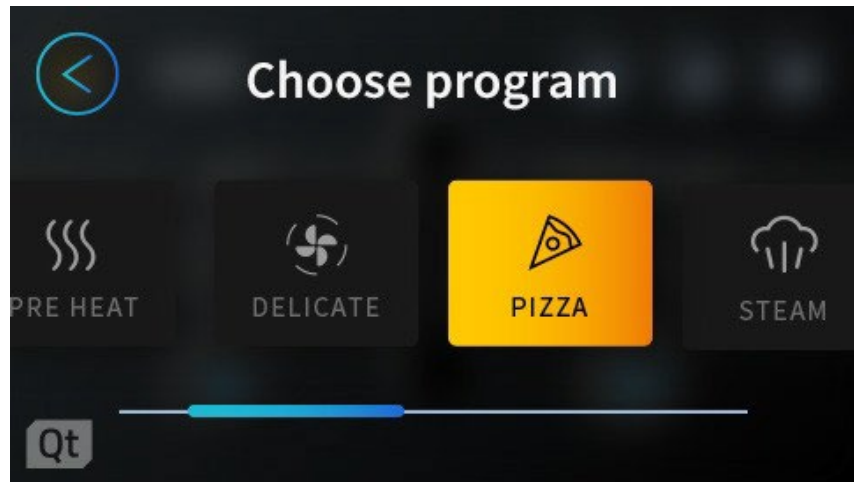 Choose program
PRE HEAT
DELICATE
PIZZA
STEAM
Qt